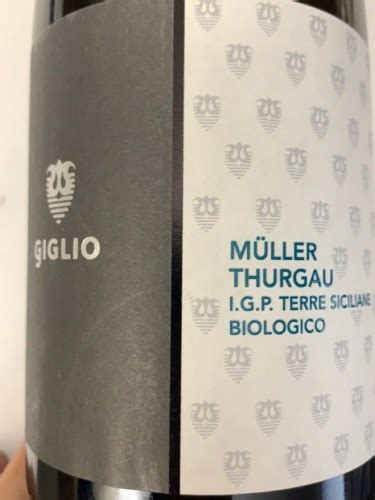 GIGLIO
MÜLLER
THURGAU
I.G.P. TERRE SICILIANE
BIOLOGICO